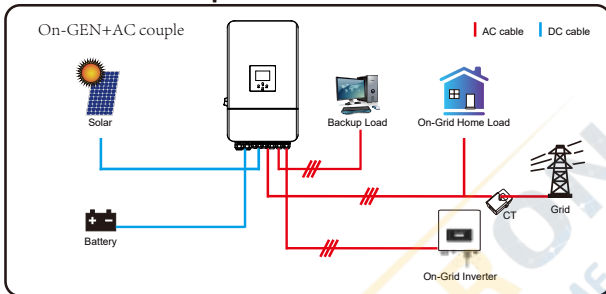 On-GEN+AC couple
AC cable
DC cable
Solar
Backup Load
On-Grid Home Load
CT
Grid
Battery
On-Grid Inverter